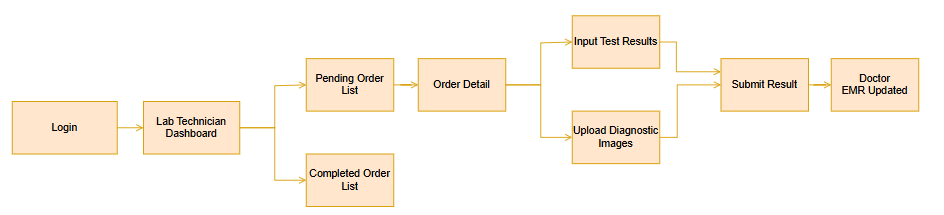 Login
Lab Technician
Dashboard
Pending Order
List
Completed Order
List
Order Detail
Input Test Results
Upload Diagnostic
Images
Submit Result
Doctor
EMR Updated